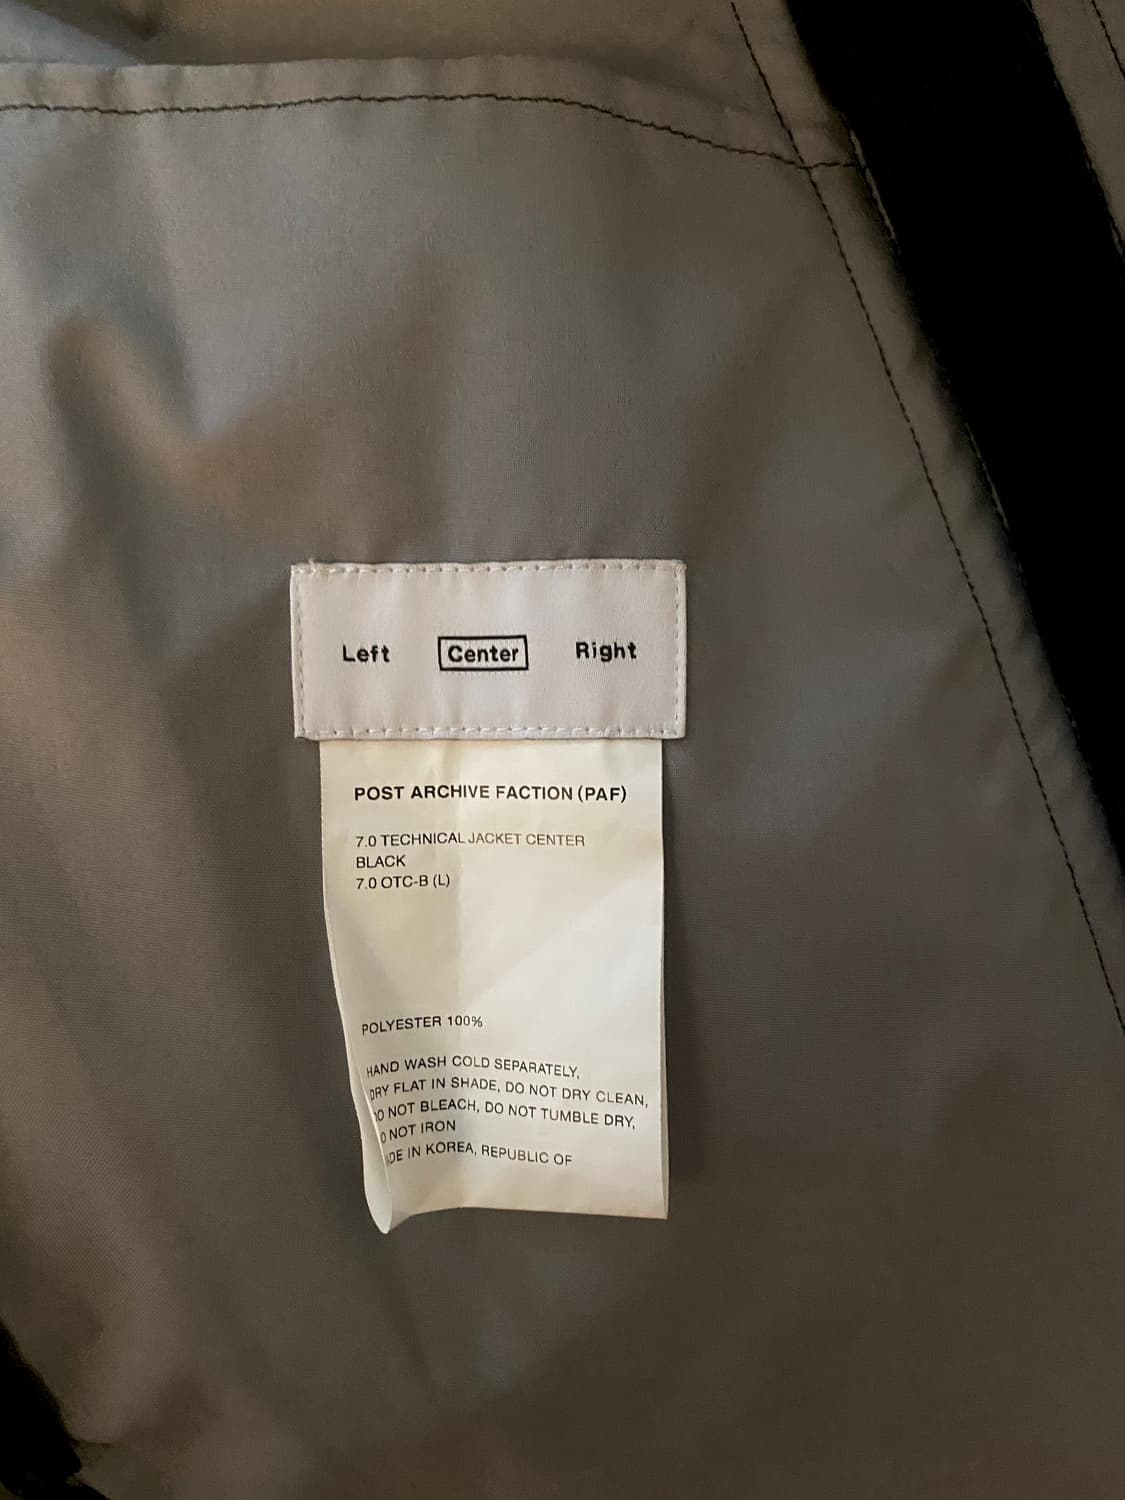 Left Center Right
POST ARCHIVE FACTION (PAF)
7.0 TECHNICAL JACKET CENTER
BLACK
7.0 OTC-B (L)
POLYESTER 100%
HAND WASH COLD SEPARATELY,
DRY FLAT IN SHADE, DO NOT DRY CLEAN,
DO NOT BLEACH, DO NOT TUMBLE DRY,
O NOT IRON
ADE IN KOREA, REPUBLIC OF